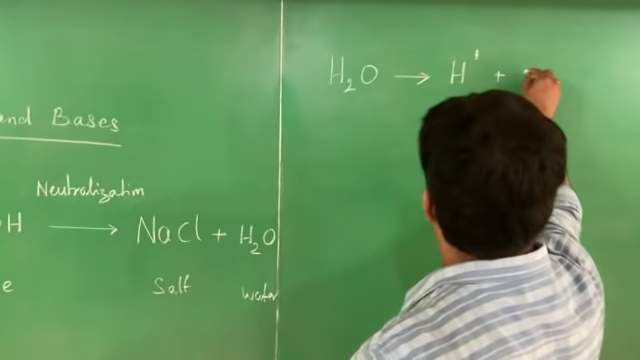 and Bases
Neutralization
OH ⟶ NaCl + H₂O
e Salt water
H₂O ⟶ H⁺ +